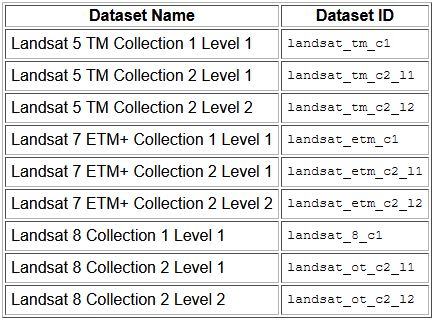 Dataset Name Dataset ID
Landsat 5 TM Collection 1 Level 1 landsat_tm_c1
Landsat 5 TM Collection 2 Level 1 landsat_tm_c2_l1
Landsat 5 TM Collection 2 Level 2 landsat_tm_c2_l2
Landsat 7 ETM+ Collection 1 Level 1 landsat_etm_c1
Landsat 7 ETM+ Collection 2 Level 1 landsat_etm_c2_l1
Landsat 7 ETM+ Collection 2 Level 2 landsat_etm_c2_l2
Landsat 8 Collection 1 Level 1 landsat_8_c1
Landsat 8 Collection 2 Level 1 landsat_ot_c2_l1
Landsat 8 Collection 2 Level 2 landsat_ot_c2_l2